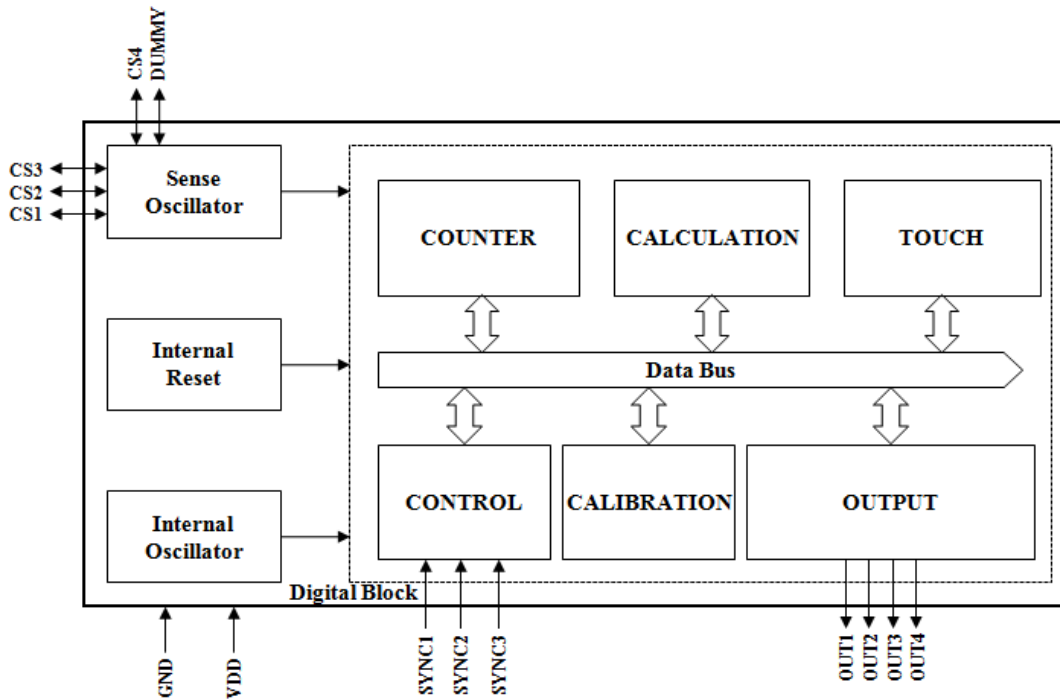 CS4
DUMMY
CS3
CS2
CS1
Sense
Oscillator
COUNTER
CALCULATION
TOUCH
Internal
Reset
Data Bus
Internal
Oscillator
CONTROL
CALIBRATION
OUTPUT
Digital Block
GND
VDD
SYNC1
SYNC2
SYNC3
OUT1
OUT2
OUT3
OUT4